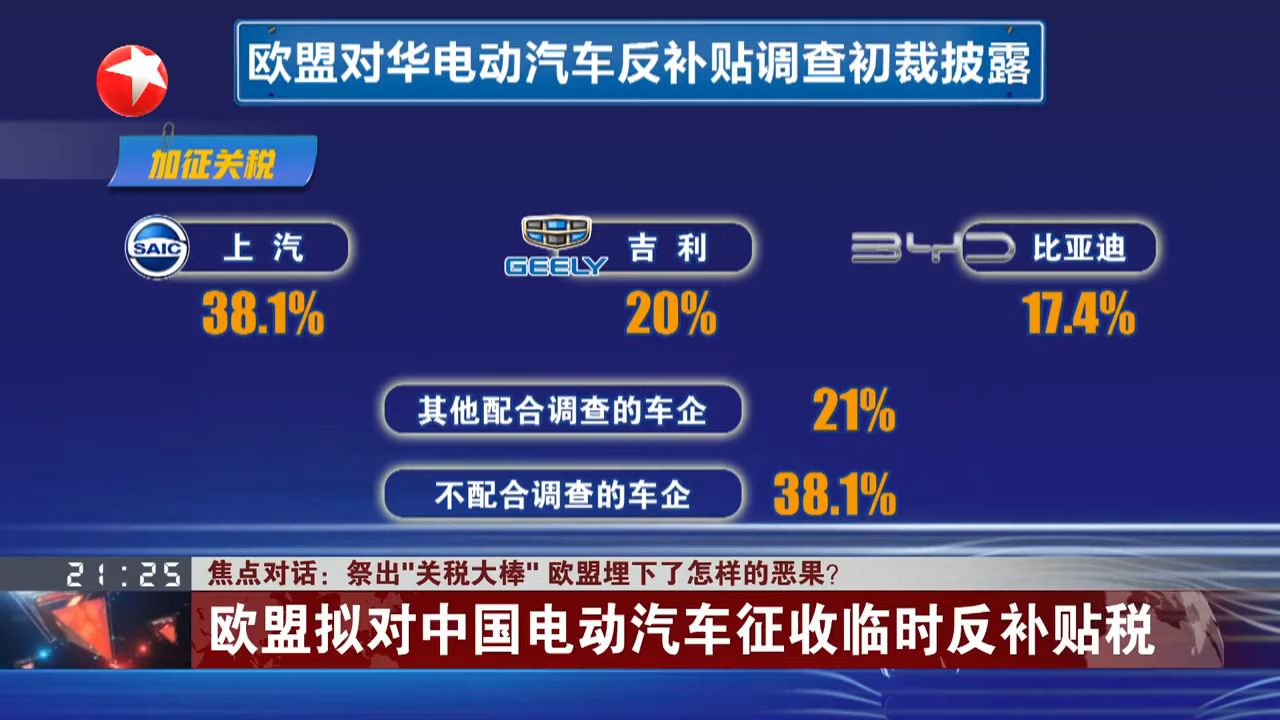 欧盟对华电动汽车反补贴调查初裁披露
加征关税
SAIC 上汽
GEELY 吉利
BYD 比亚迪
38.1%
20%
17.4%
其他配合调查的车企 21%
不配合调查的车企 38.1%
21:25 焦点对话：祭出"关税大棒" 欧盟埋下了怎样的恶果?
欧盟拟对中国电动汽车征收临时反补贴税